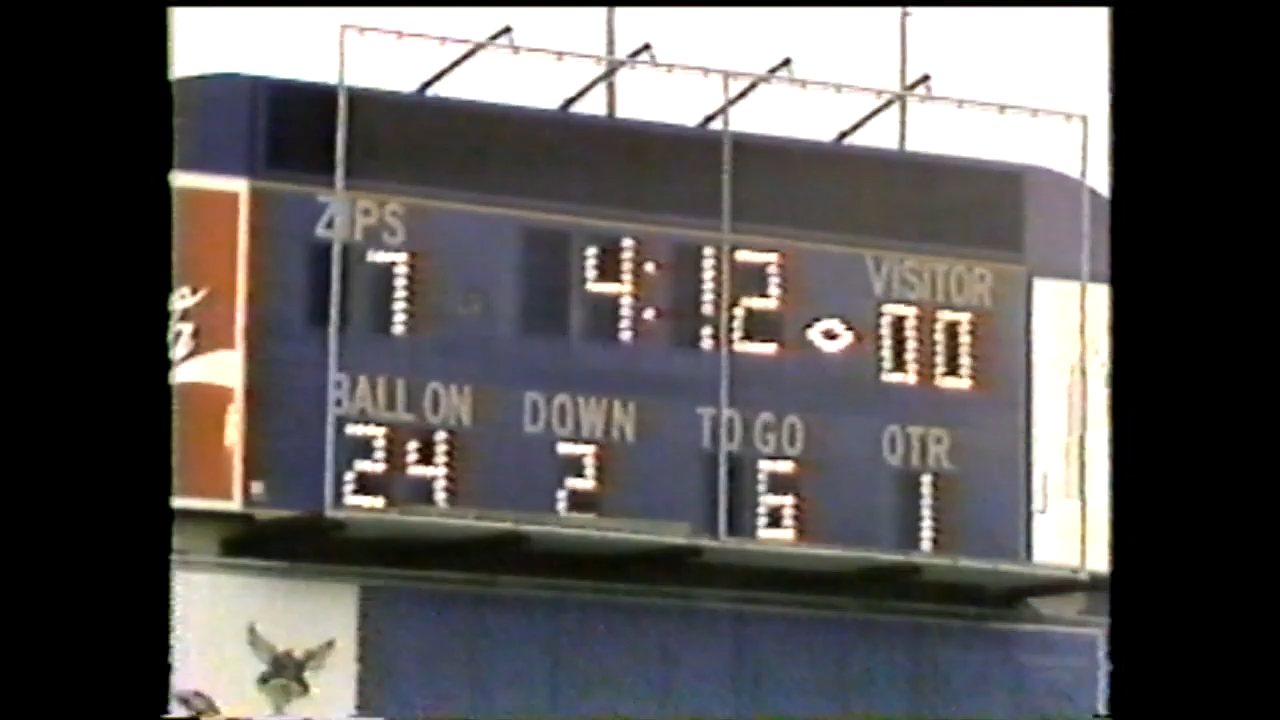 ZIPS
7 4:12 VISITOR
00
BALL ON DOWN TO GO QTR
24 2 6 1